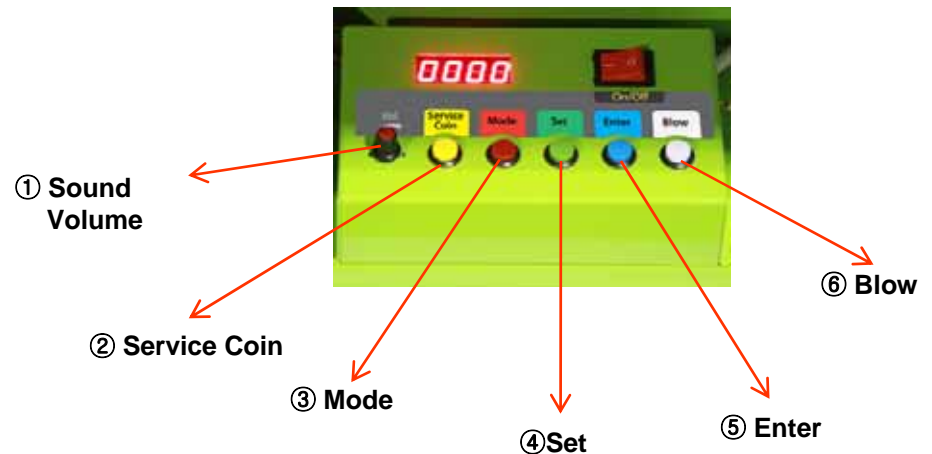 0000
On/Off
Service
Coin
Mode
Set
Enter
Blow
① Sound
Volume
② Service Coin
③ Mode
④Set
⑤ Enter
⑥ Blow